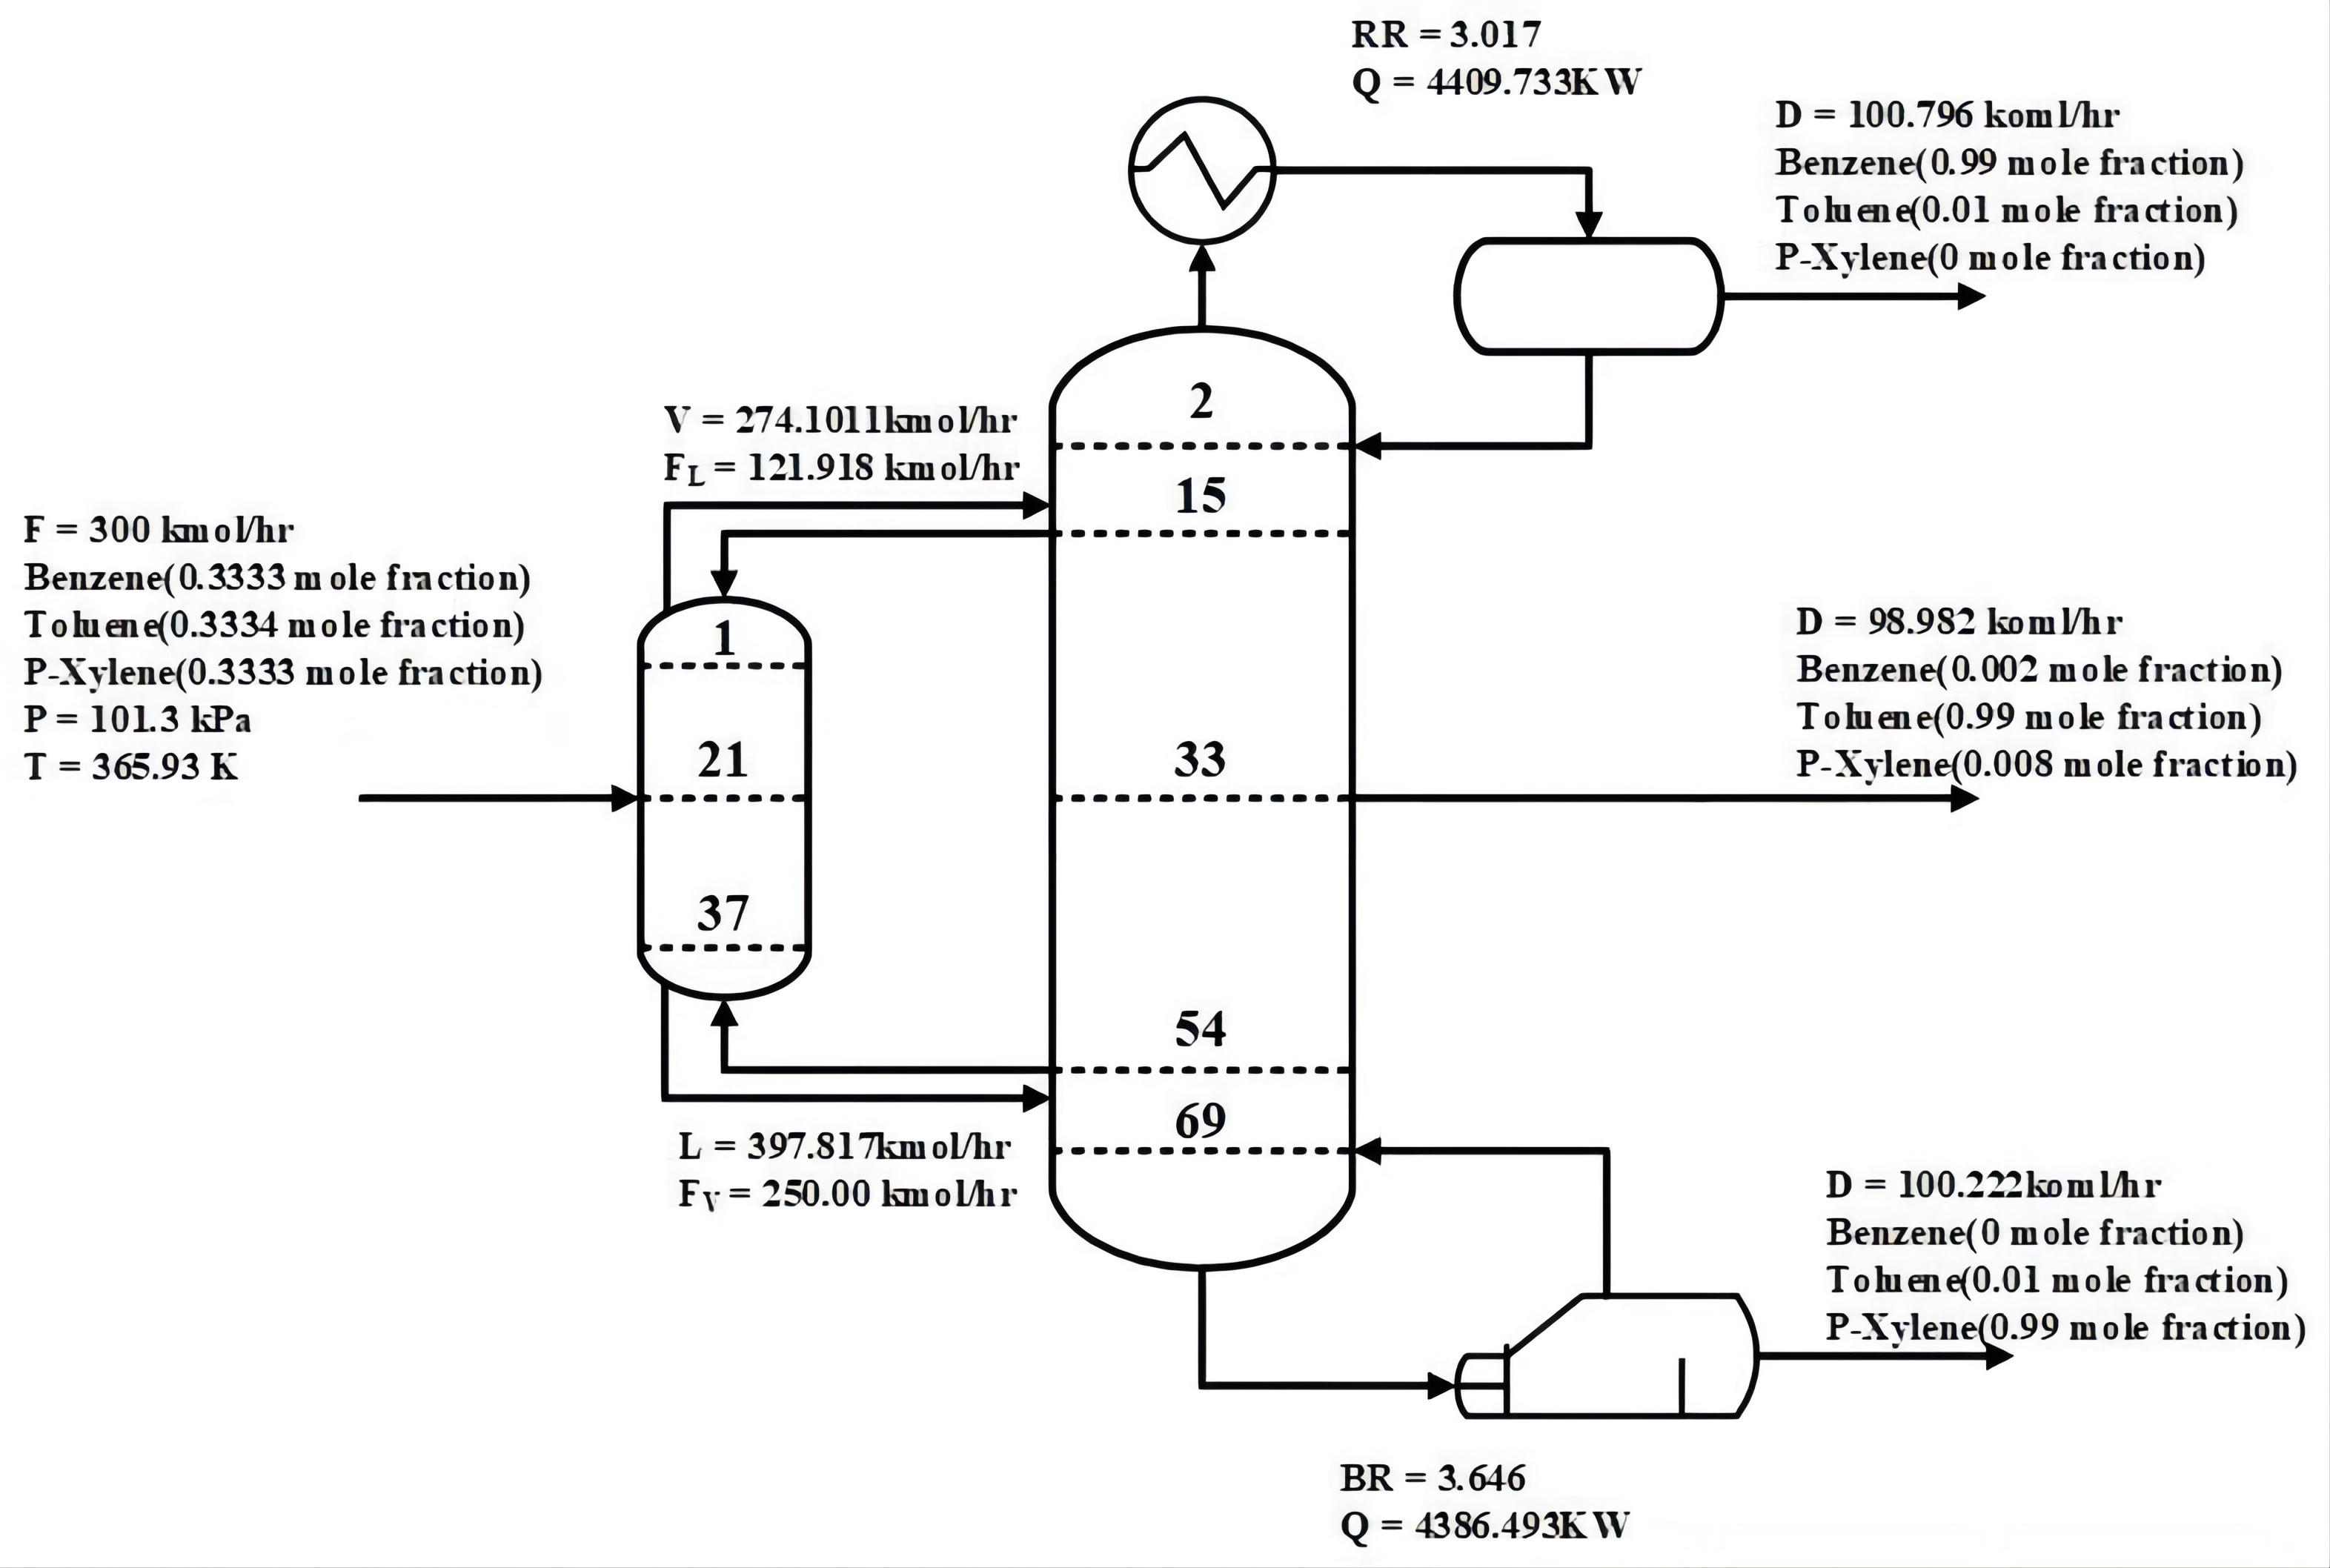 RR = 3.017
Q = 4409.733KW
D = 100.796 koml/hr
Benzene(0.99 mole fraction)
Toluene(0.01 mole fraction)
P-Xylene(0 mole fraction)
2
V = 274.1011kmol/hr
FL = 121.918 kmol/hr
15
F = 300 kmol/hr
Benzene(0.3333 mole fraction)
Toluene(0.3334 mole fraction)
P-Xylene(0.3333 mole fraction)
P = 101.3 kPa
T = 365.93 K
1
21
37
33
D = 98.982 koml/hr
Benzene(0.002 mole fraction)
Toluene(0.99 mole fraction)
P-Xylene(0.008 mole fraction)
54
69
L = 397.817kmol/hr
FV = 250.00 kmol/hr
D = 100.222koml/hr
Benzene(0 mole fraction)
Toluene(0.01 mole fraction)
P-Xylene(0.99 mole fraction)
BR = 3.646
Q = 4386.493KW